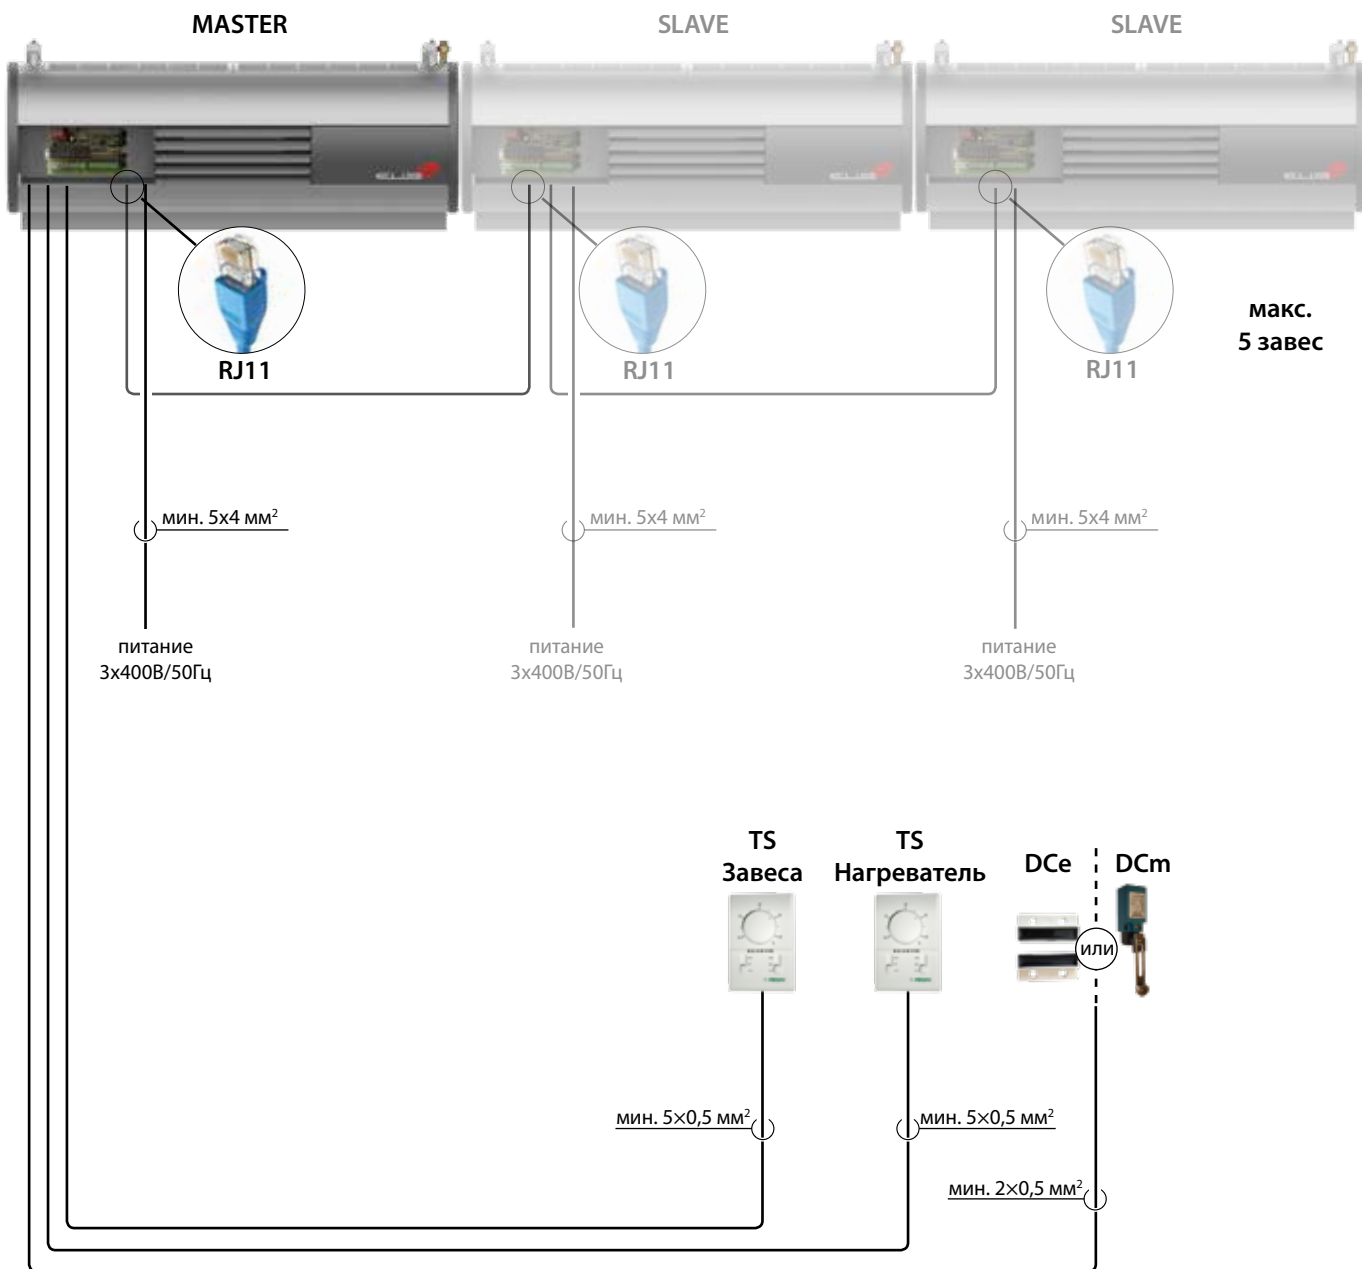 MASTER
SLAVE
SLAVE
RJ11
RJ11
RJ11
макс.
5 завес
мин. 5x4 мм²
мин. 5x4 мм²
мин. 5x4 мм²
питание
3x400В/50Гц
питание
3x400В/50Гц
питание
3x400В/50Гц
TS
Завеса
TS
Нагреватель
DCe
DCm
или
мин. 5×0,5 мм²
мин. 5×0,5 мм²
мин. 2×0,5 мм²